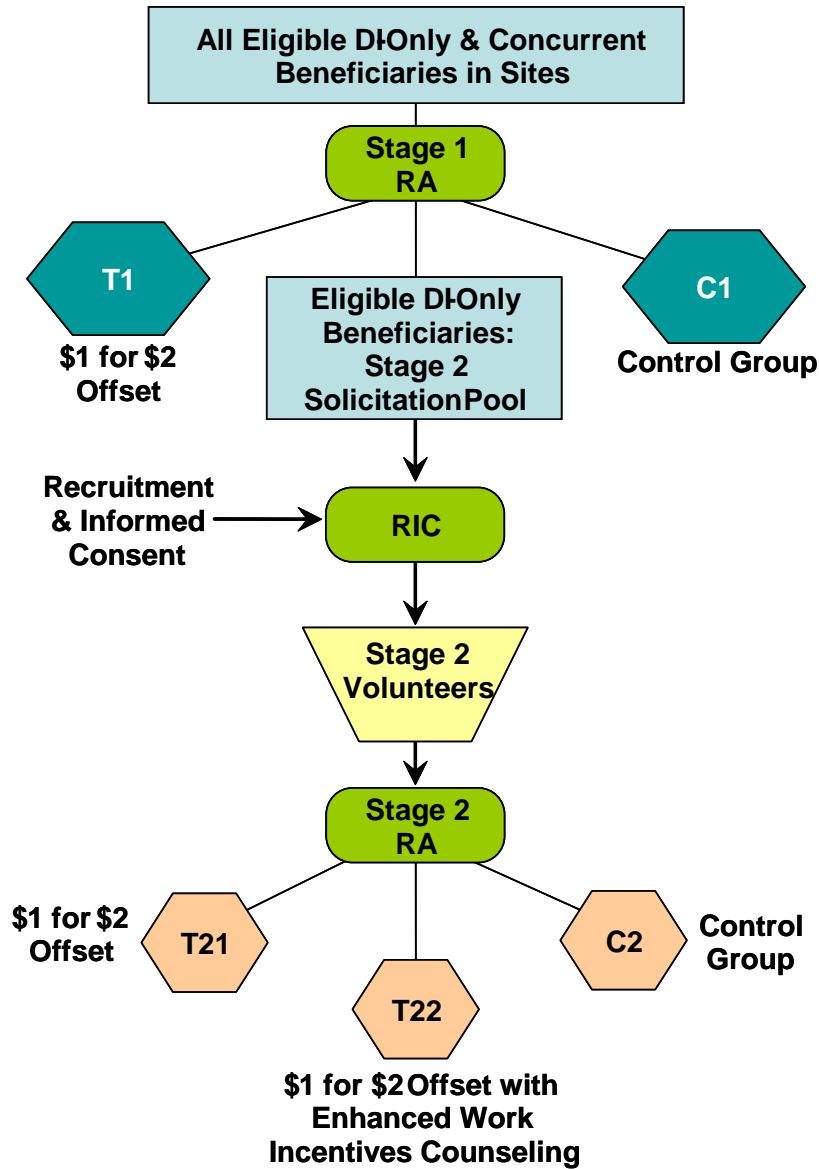 All Eligible DI-Only & Concurrent
Beneficiaries in Sites
Stage 1
RA
T1
$1 for $2
Offset
Eligible DI-Only
Beneficiaries:
Stage 2
Solicitation Pool
C1
Control Group
Recruitment
& Informed
Consent
RIC
Stage 2
Volunteers
Stage 2
RA
$1 for $2
Offset
T21
T22
$1 for $2 Offset with
Enhanced Work
Incentives Counseling
C2
Control
Group